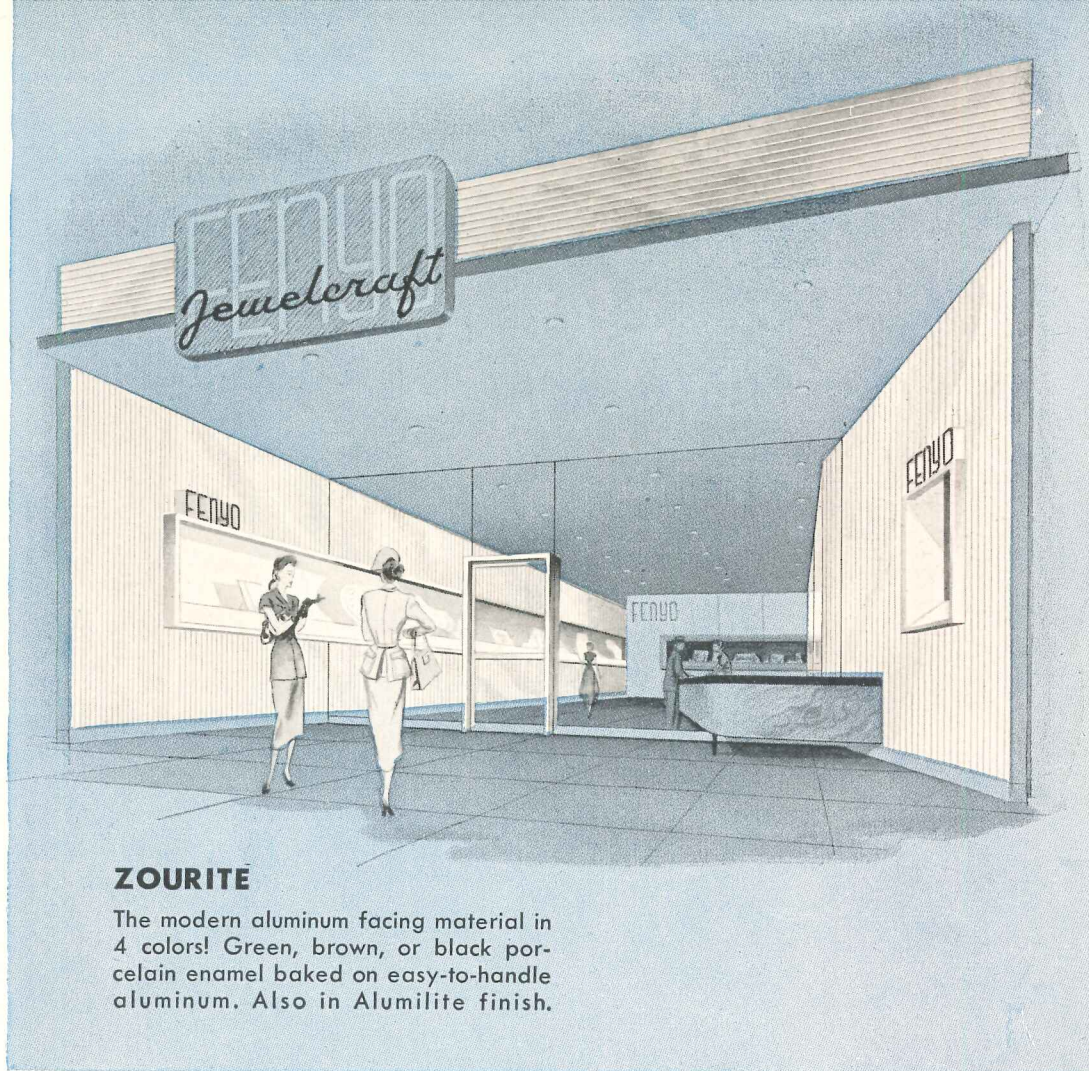 FENYO
Jewelcraft
FENYO
FENYO
FENYO
ZOURITE
The modern aluminum facing material in
4 colors! Green, brown, or black por-
celain enamel baked on easy-to-handle
aluminum. Also in Alumilite finish.